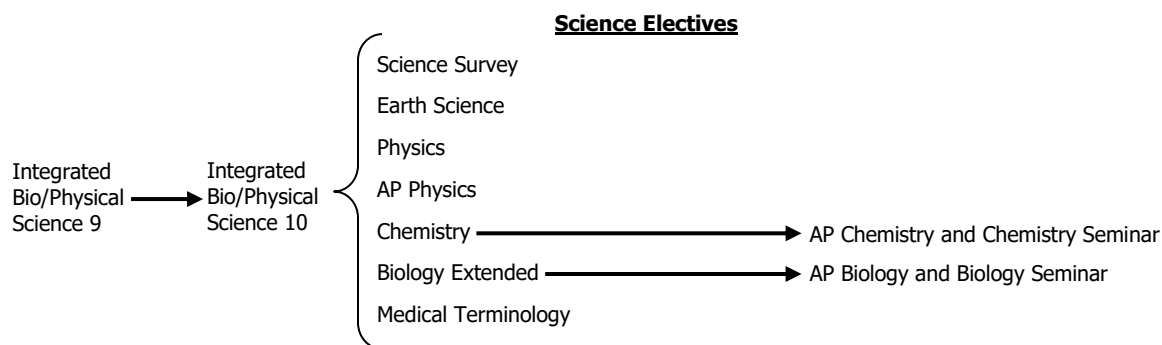 Science Electives
Science Survey
Earth Science
Physics
AP Physics
Chemistry
Biology Extended
Medical Terminology
Integrated
Bio/Physical
Science 9
Integrated
Bio/Physical
Science 10
AP Chemistry and Chemistry Seminar
AP Biology and Biology Seminar